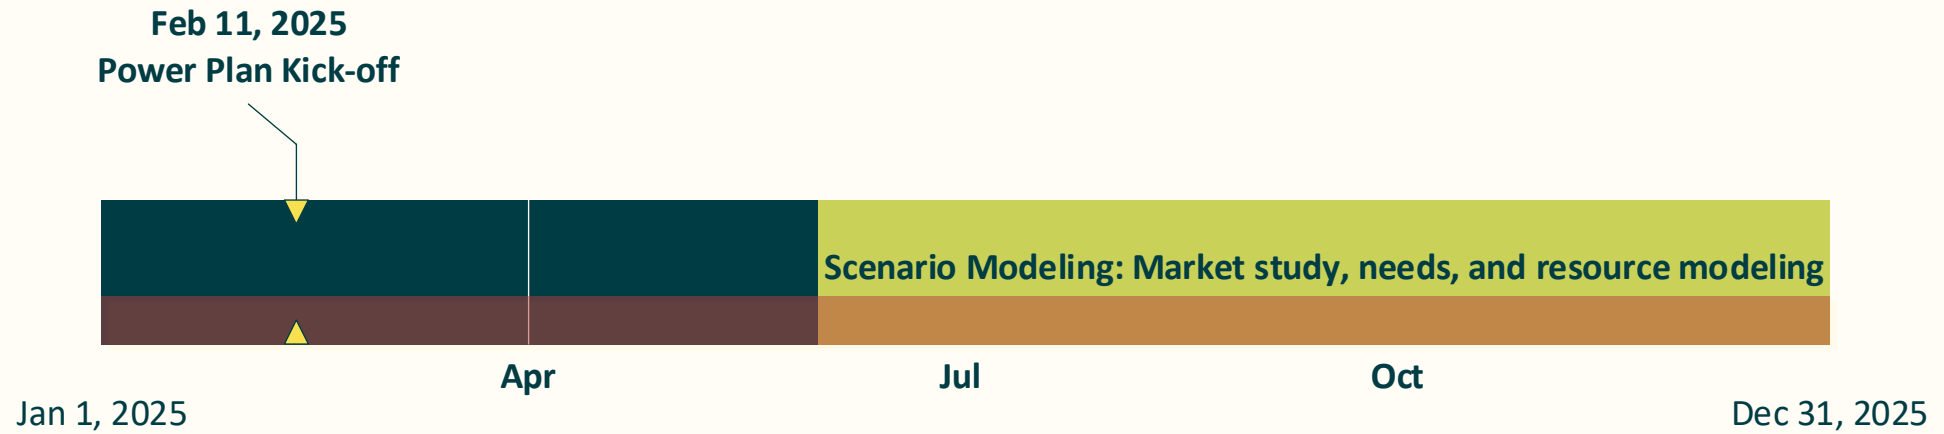 Feb 11, 2025
Power Plan Kick-off
Scenario Modeling: Market study, needs, and resource modeling
Apr
Jul
Oct
Jan 1, 2025
Dec 31, 2025